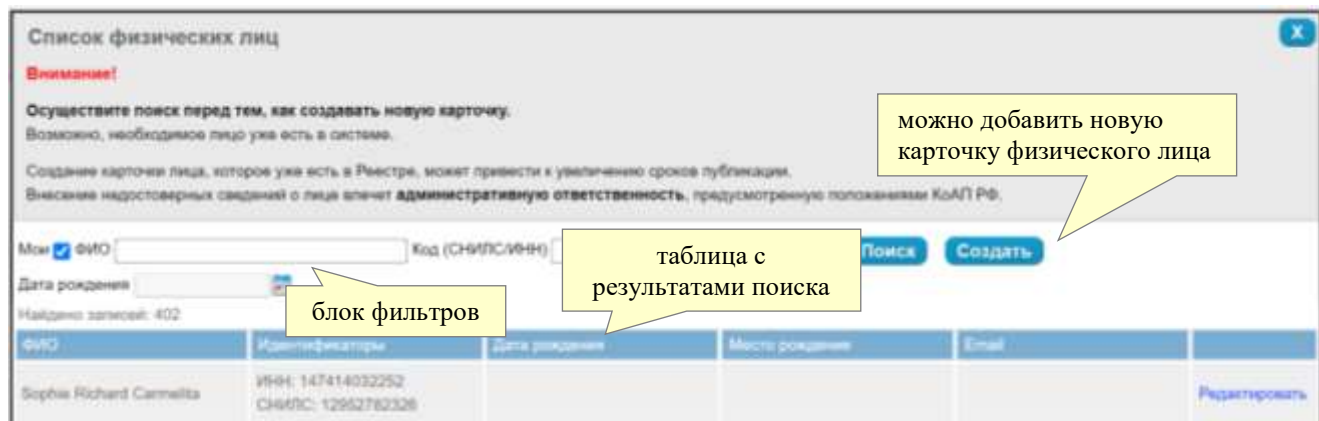 Список физических лиц
X
Внимание!
Осуществите поиск перед тем, как создавать новую карточку.
Возможно, необходимое лицо уже есть в системе.
можно добавить новую
карточку физического лица
Создание карточки лица, которое уже есть в Реестре, может привести к увеличению сроков публикации.
Внесение недостоверных сведений о лице влечет административную ответственность, предусмотренную положениями КоАП РФ.
Мои ФИО Код (СНИЛС/ИНН) Поиск Создать
таблица с
результатами поиска
Дата рождения
блок фильтров
Найдено записей: 402
ФИО Идентификаторы Дата рождения Место рождения Email
Sophie Richard Carmelita ИНН: 147414032252 Редактировать
СНИЛС: 12952782326